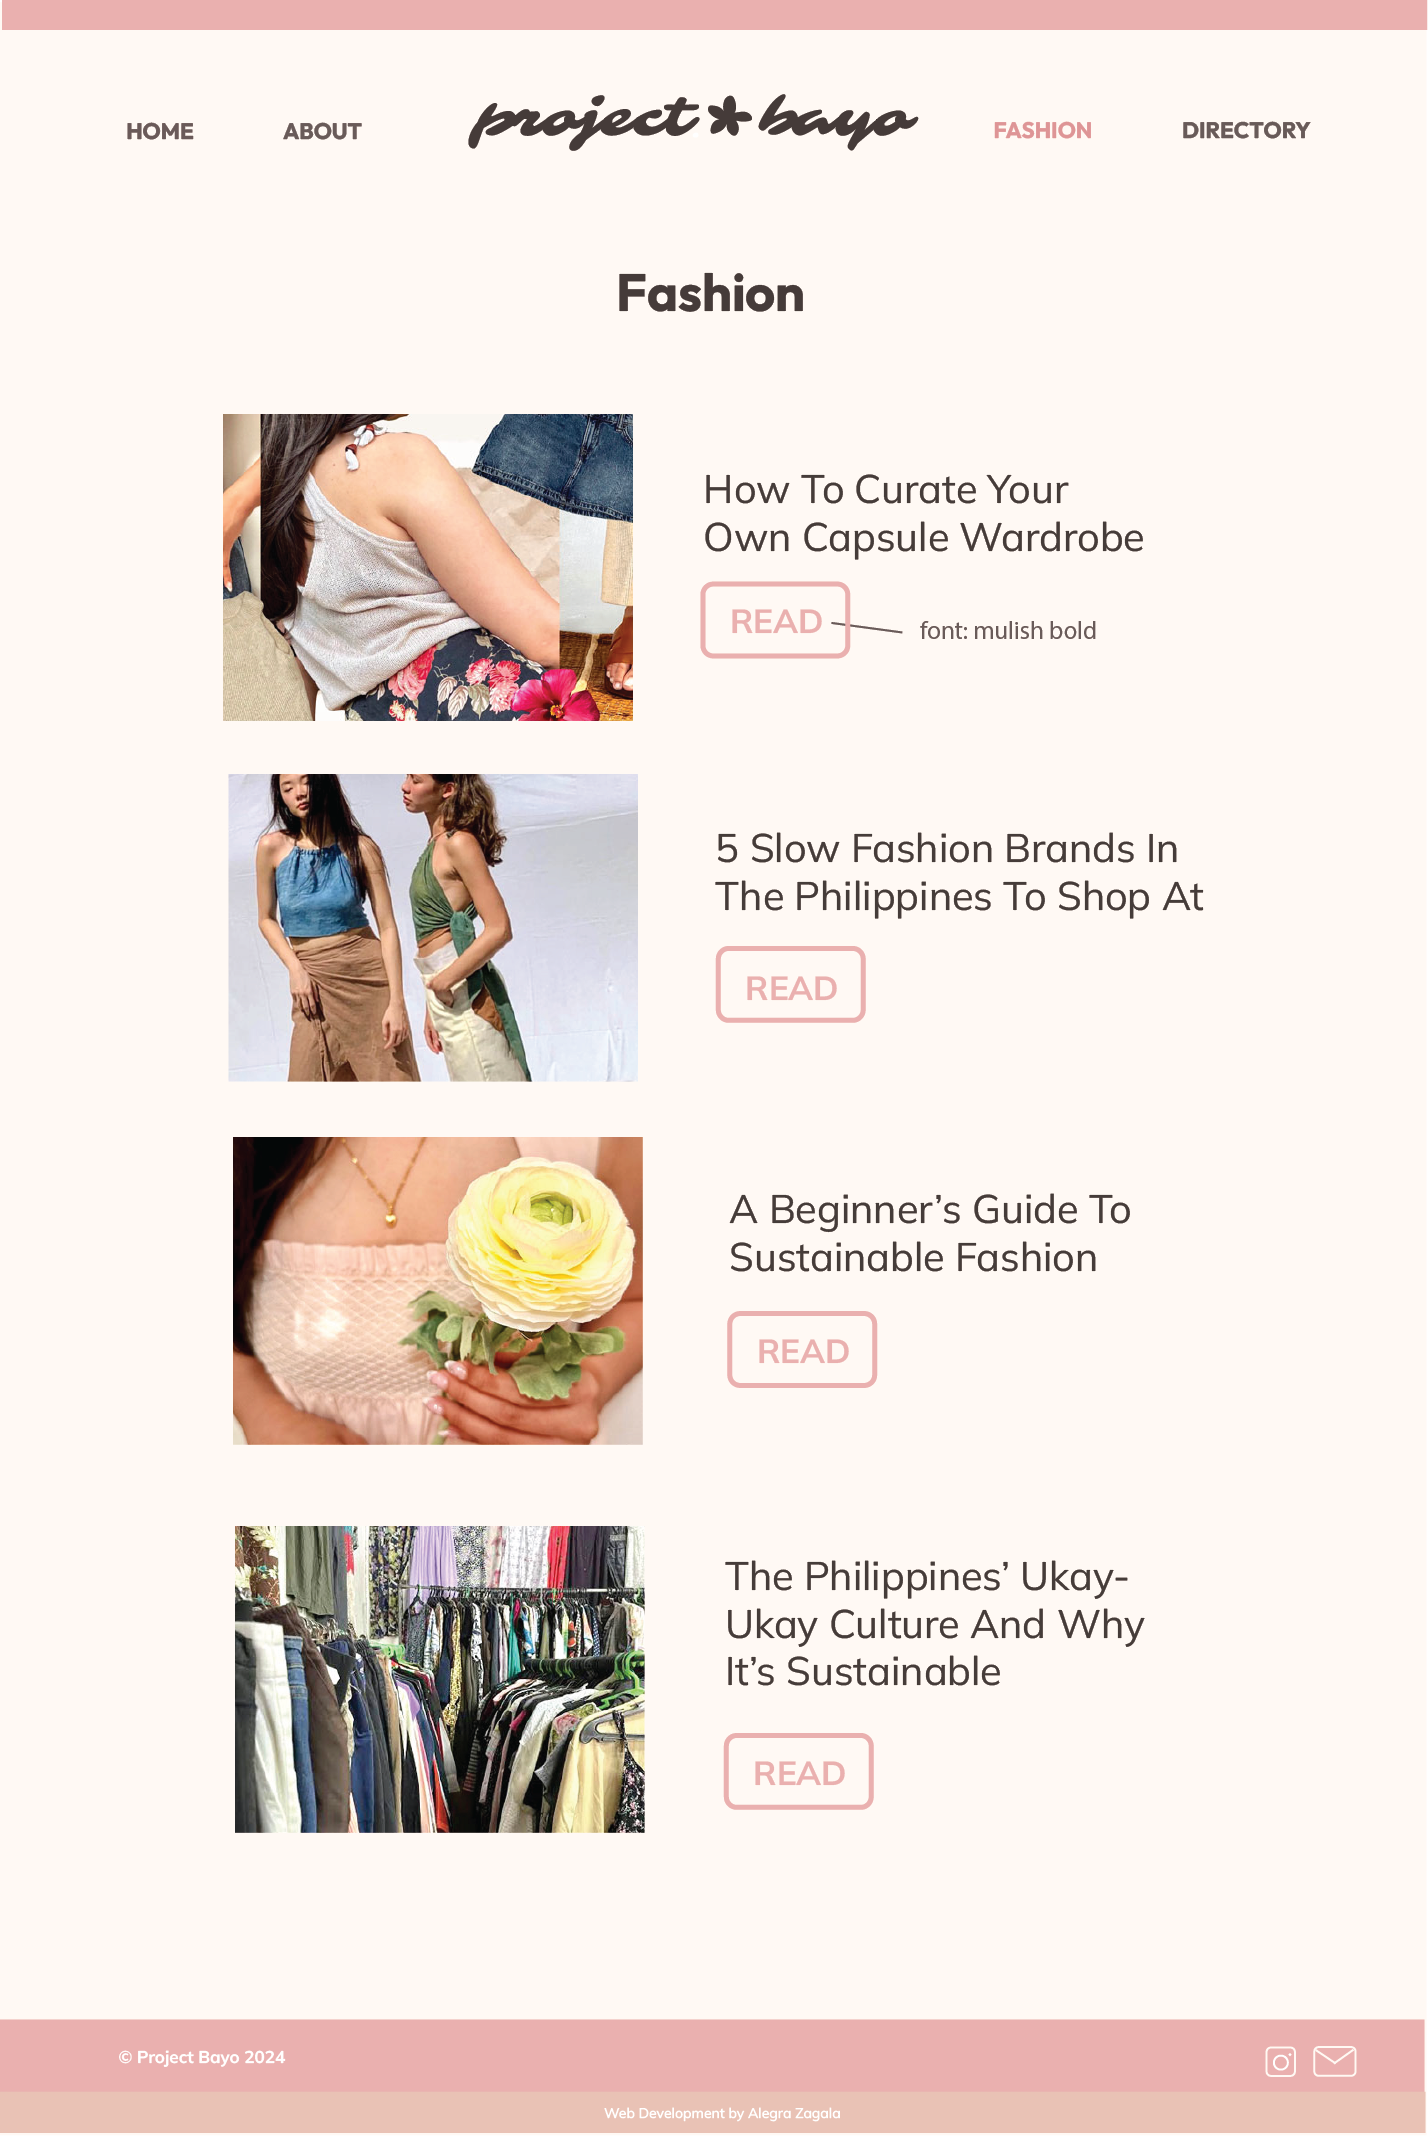 HOME
ABOUT
project bayo
FASHION
DIRECTORY
Fashion
How To Curate Your
Own Capsule Wardrobe
READ
font: mulish bold
5 Slow Fashion Brands In
The Philippines To Shop At
READ
A Beginner’s Guide To
Sustainable Fashion
READ
The Philippines’ Ukay-
Ukay Culture And Why
It’s Sustainable
READ
© Project Bayo 2024
Web Development by Alegra Zagala